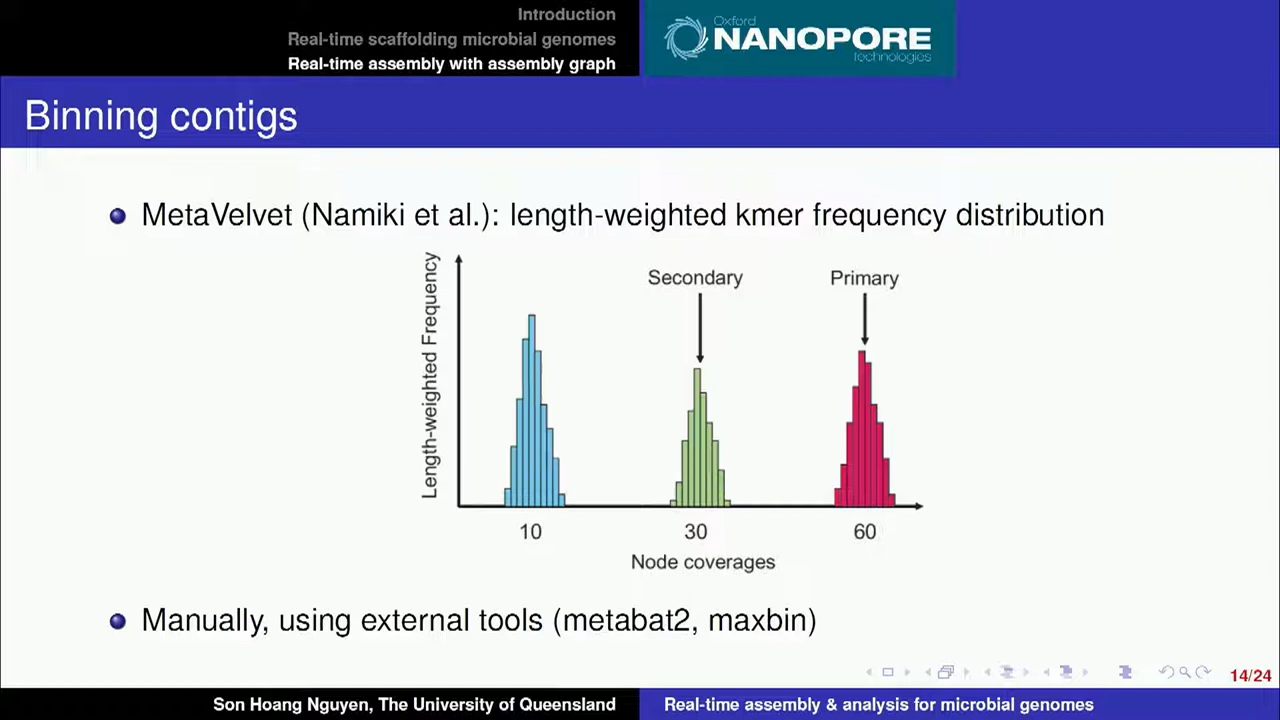 Introduction
Real-time scaffolding microbial genomes
Real-time assembly with assembly graph
Oxford
NANOPORE
Technologies
Binning contigs
MetaVelvet (Namiki et al.): length-weighted kmer frequency distribution
Length-weighted Frequency
Secondary
Primary
10
30
60
Node coverages
Manually, using external tools (metabat2, maxbin)
14/24
Son Hoang Nguyen, The University of Queensland
Real-time assembly & analysis for microbial genomes